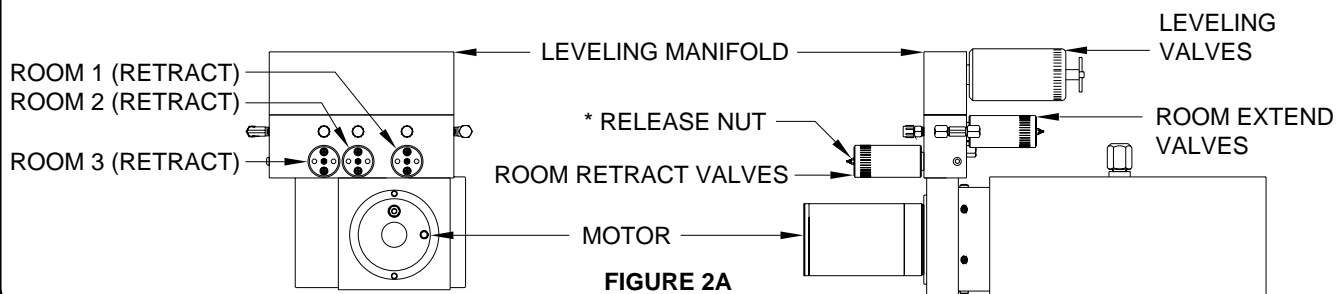 LEVELING
VALVES
LEVELING MANIFOLD
ROOM 1 (RETRACT)
ROOM 2 (RETRACT)
* RELEASE NUT
ROOM EXTEND
VALVES
ROOM 3 (RETRACT)
ROOM RETRACT VALVES
MOTOR
FIGURE 2A